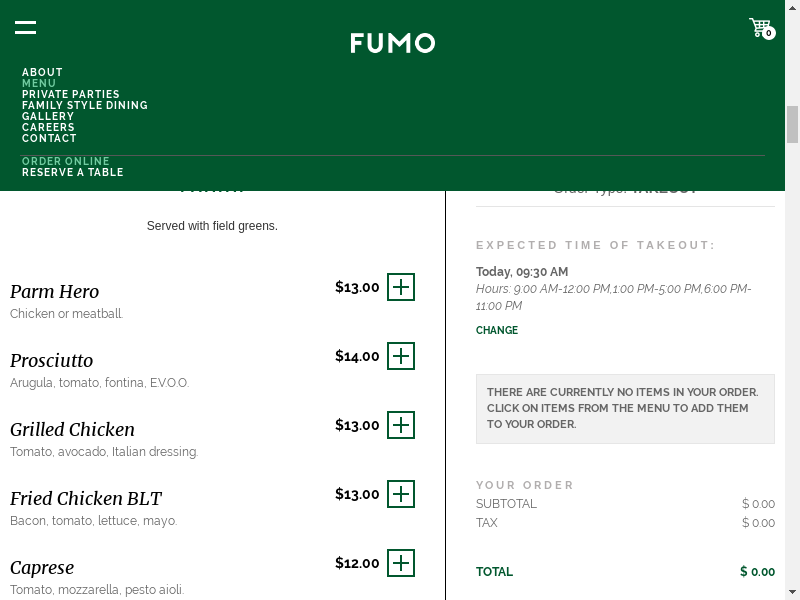 FUMO
0
ABOUT
MENU
PRIVATE PARTIES
FAMILY STYLE DINING
GALLERY
CAREERS
CONTACT
ORDER ONLINE
RESERVE A TABLE
Order Type: TAKEOUT
Served with field greens.
Parm Hero
$13.00
Chicken or meatball.
Prosciutto
$14.00
Arugula, tomato, fontina, E.V.O.O.
Grilled Chicken
$13.00
Tomato, avocado, Italian dressing.
Fried Chicken BLT
$13.00
Bacon, tomato, lettuce, mayo.
Caprese
$12.00
Tomato, mozzarella, pesto aioli.
EXPECTED TIME OF TAKEOUT:
Today, 09:30 AM
Hours: 9:00 AM-12:00 PM,1:00 PM-5:00 PM,6:00 PM-
11:00 PM
CHANGE
THERE ARE CURRENTLY NO ITEMS IN YOUR ORDER.
CLICK ON ITEMS FROM THE MENU TO ADD THEM
TO YOUR ORDER.
YOUR ORDER
SUBTOTAL $ 0.00
TAX $ 0.00
TOTAL $ 0.00